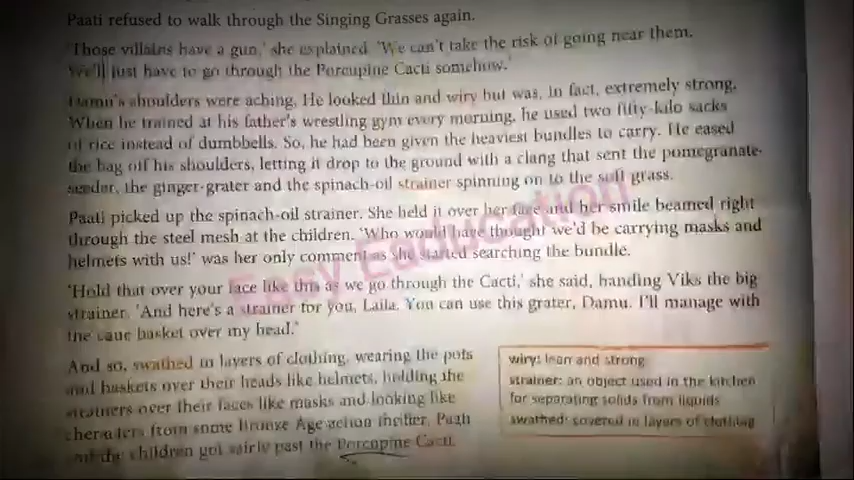 Paati refused to walk through the Singing Grasses again.
'Those villains have a gun,' she explained. 'We can't take the risk of going near them.
We'll just have to go through the Porcupine Cacti somehow.'
Damu's shoulders were aching. He looked thin and wiry but was, in fact, extremely strong.
When he trained at his father's wrestling gym every morning, he used two fifty-kilo sacks
of rice instead of dumbbells. So, he had been given the heaviest bundles to carry. He eased
the bag off his shoulders, letting it drop to the ground with a clang that sent the pomegranate-
seeder, the ginger-grater and the spinach-oil strainer spinning on to the soft grass.
Paati picked up the spinach-oil strainer. She held it over her face and her smile beamed right
through the steel mesh at the children. 'Who would have thought we'd be carrying masks and
helmets with us!' was her only comment as she started searching the bundle.
'Hold that over your face like this as we go through the Cacti,' she said, handing Viks the big
strainer. 'And here's a strainer for you, Laila. You can use this grater, Damu. I'll manage with
the cane basket over my head.'
And so, swathed in layers of clothing, wearing the pots
and baskets over their heads like helmets, holding the
strainers over their faces like masks and looking like
characters from some Bronze Age action thriller, Paati
and the children got safely past the Porcupine Cacti.
wiry: lean and strong
strainer: an object used in the kitchen
for separating solids from liquids
swathed: covered in layers of clothing
Easy Eaducation